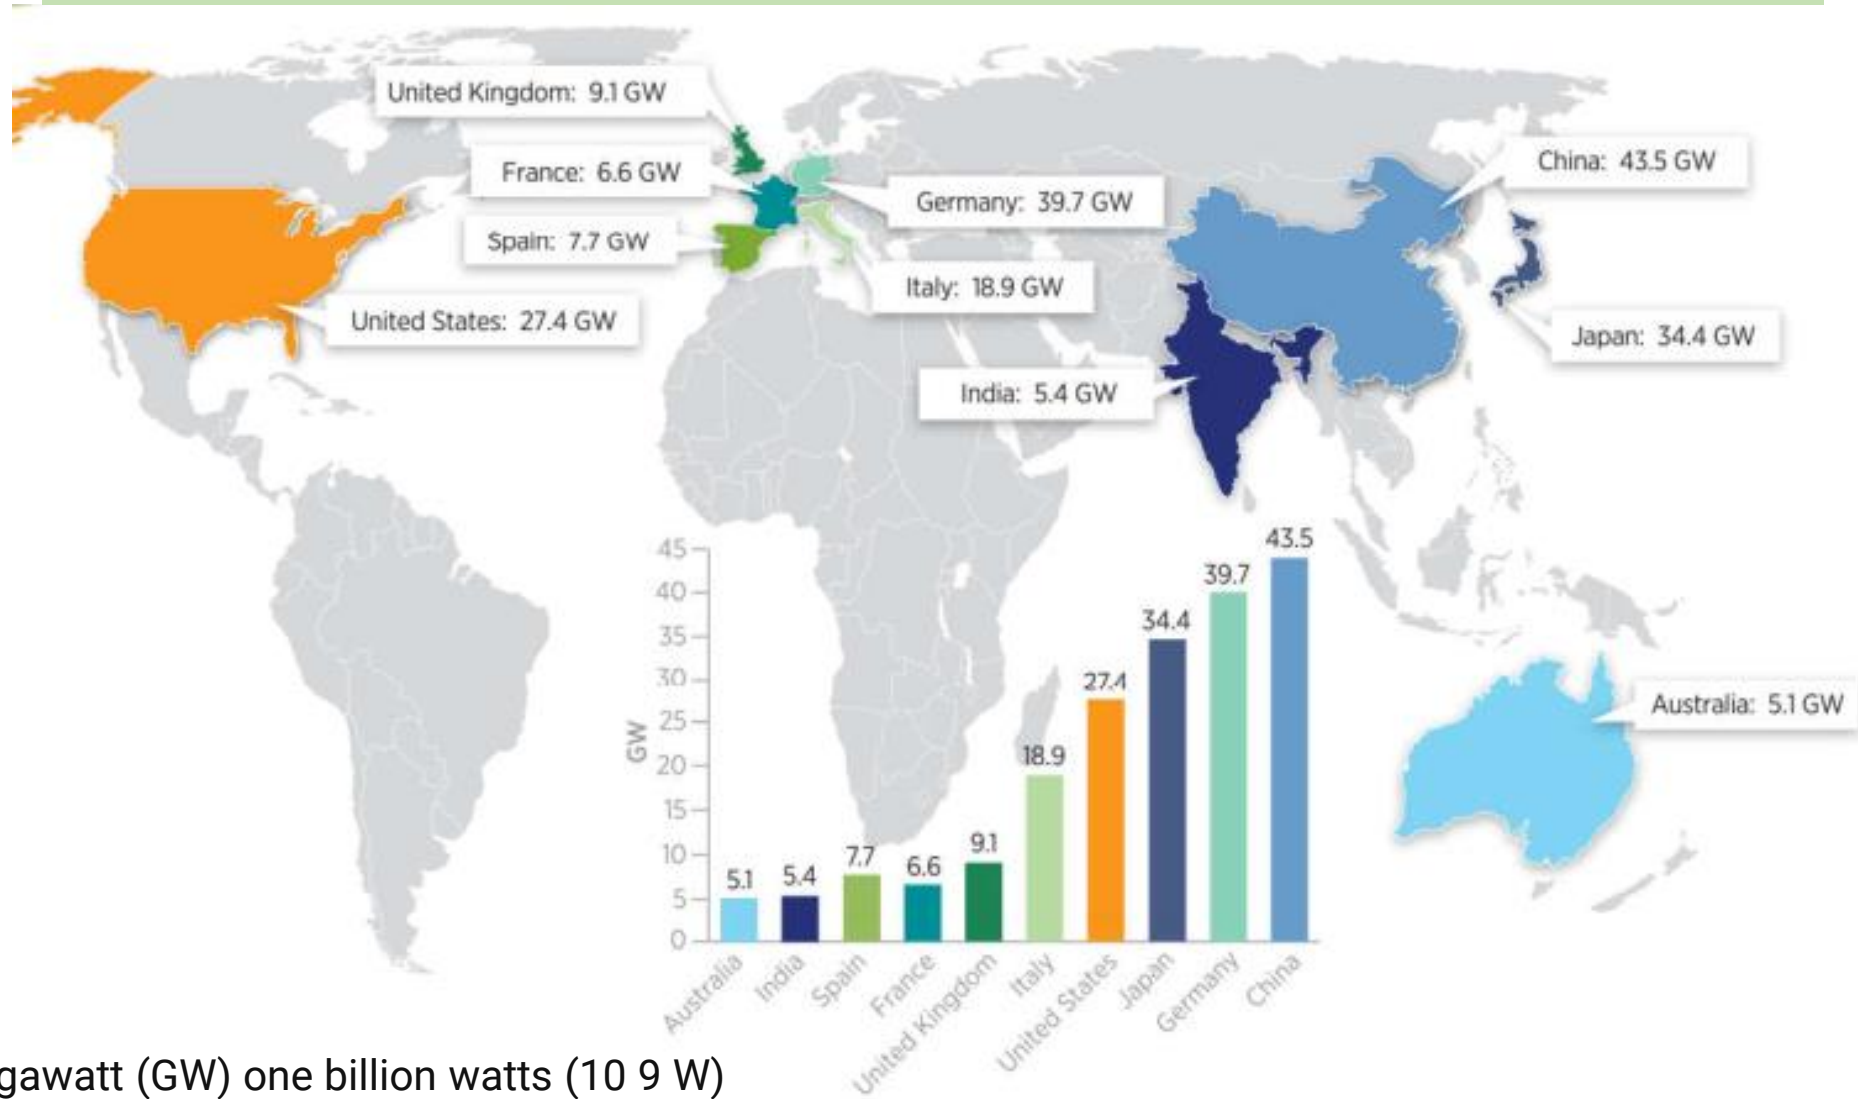 United Kingdom: 9.1 GW
France: 6.6 GW
Spain: 7.7 GW
United States: 27.4 GW
Germany: 39.7 GW
Italy: 18.9 GW
China: 43.5 GW
Japan: 34.4 GW
India: 5.4 GW
Australia: 5.1 GW
GW
45
40
35
30
25
20
15
10
5
0
5.1
5.4
7.7
6.6
9.1
18.9
27.4
34.4
39.7
43.5
Australia
India
Spain
France
United Kingdom
Italy
United States
Japan
Germany
China
gawatt (GW) one billion watts (10 9 W)